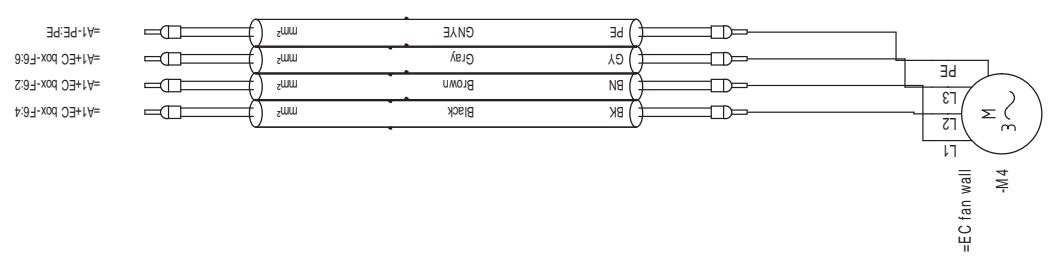 =A1-PE:PE mm² GNYE PE
=A1+EC box-F6:6 mm² Gray GY
=A1+EC box-F6:2 mm² Brown BN
=A1+EC box-F6:4 mm² Black BK
PE
L3
L2
L1
M
3~
=EC fan wall
-M4